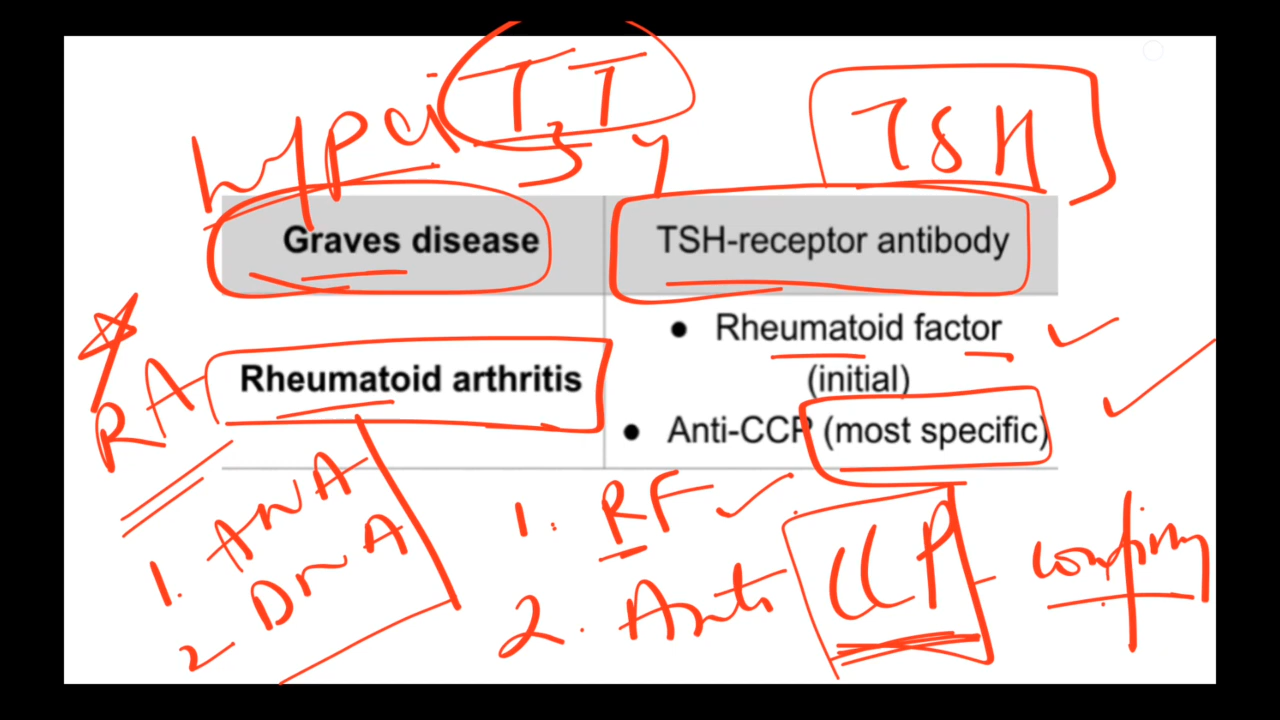 hyper T3 T4 TSH
Graves disease TSH-receptor antibody
Rheumatoid factor
(initial)
RA Rheumatoid arthritis
Anti-CCP (most specific)
1. ANA
2 DNA
1. RF
2. Anti CCP confirm